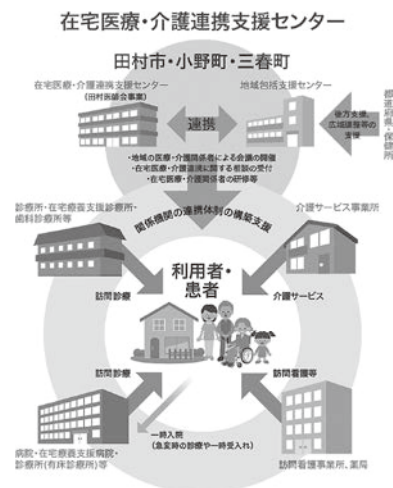 在宅医療・介護連携支援センター
田村市・小野町・三春町
在宅医療・介護連携支援センター
(田村医師会事業)
地域包括支援センター
連携
後方支援、
広域調整等の
支援
都道府県・保健所
・地域の医療・介護関係者による会議の開催
・在宅医療・介護連携に関する相談の受付
・在宅医療・介護関係者の研修等
関係機関の連携体制の構築支援
診療所・在宅療養支援診療所・
歯科診療所等
介護サービス事業所
利用者・
患者
訪問診療
介護サービス
訪問診療
訪問看護等
一時入院
(急変時の診療や一時受入れ)
病院・在宅療養支援病院・
診療所(有床診療所)等
訪問看護事業所、薬局